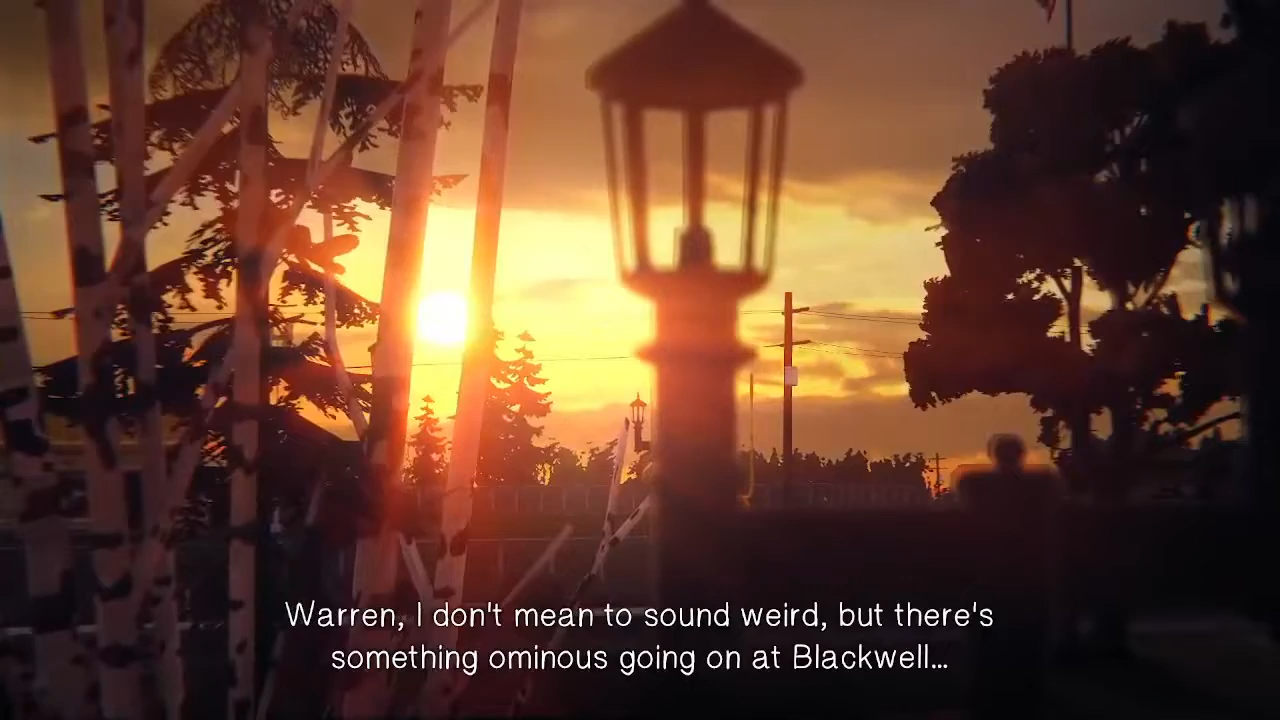 Warren, I don't mean to sound weird, but there's
something ominous going on at Blackwell...